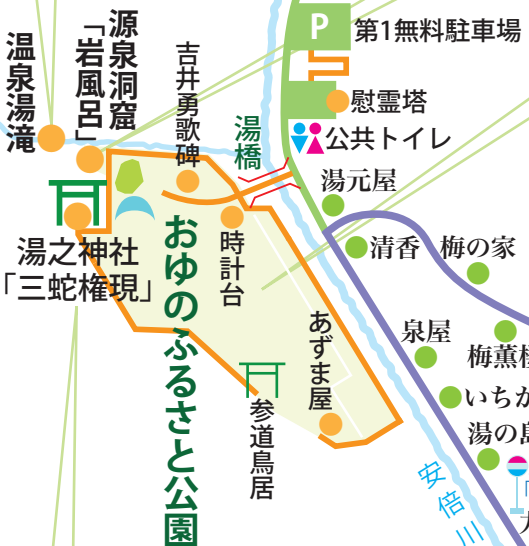 P
第1無料駐車場
慰霊塔
公共トイレ
湯橋
湯元屋
清香
梅の家
泉屋
梅薫
いち
湯の
安倍川
温泉湯滝
源泉洞窟
「岩風呂」
吉井勇歌碑
時計台
湯之神社
「三蛇権現」
おゆのふるさと公園
あずま屋
参道鳥居